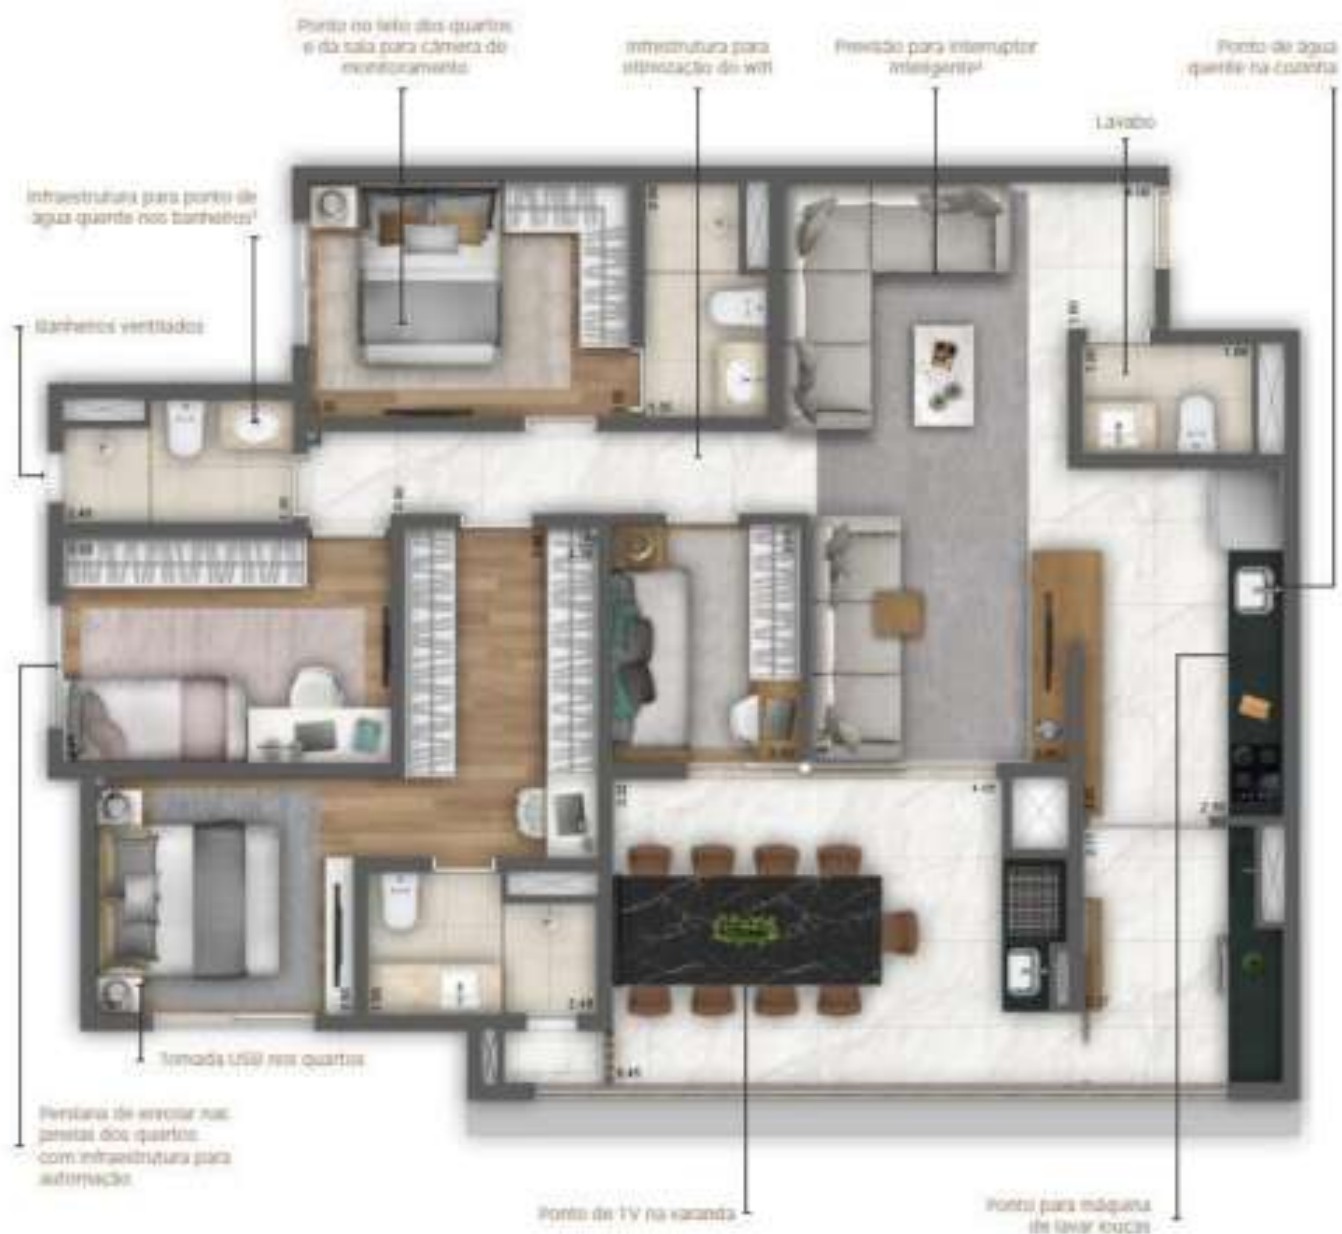 Ponto no teto dos quartos
e da sala para câmera de
monitoramento
Infraestrutura para
otimização do wifi
Previsão para interruptor
inteligente²
Ponto de água
quente na cozinha
Lavabo
Infraestrutura para ponto de
água quente nos banheiros¹
Banheiros ventilados
Tomada USB nos quartos
Persiana de enrolar nas
janelas dos quartos
com infraestrutura para
automação
Ponto de TV na varanda
Ponto para máquina
de lavar louças